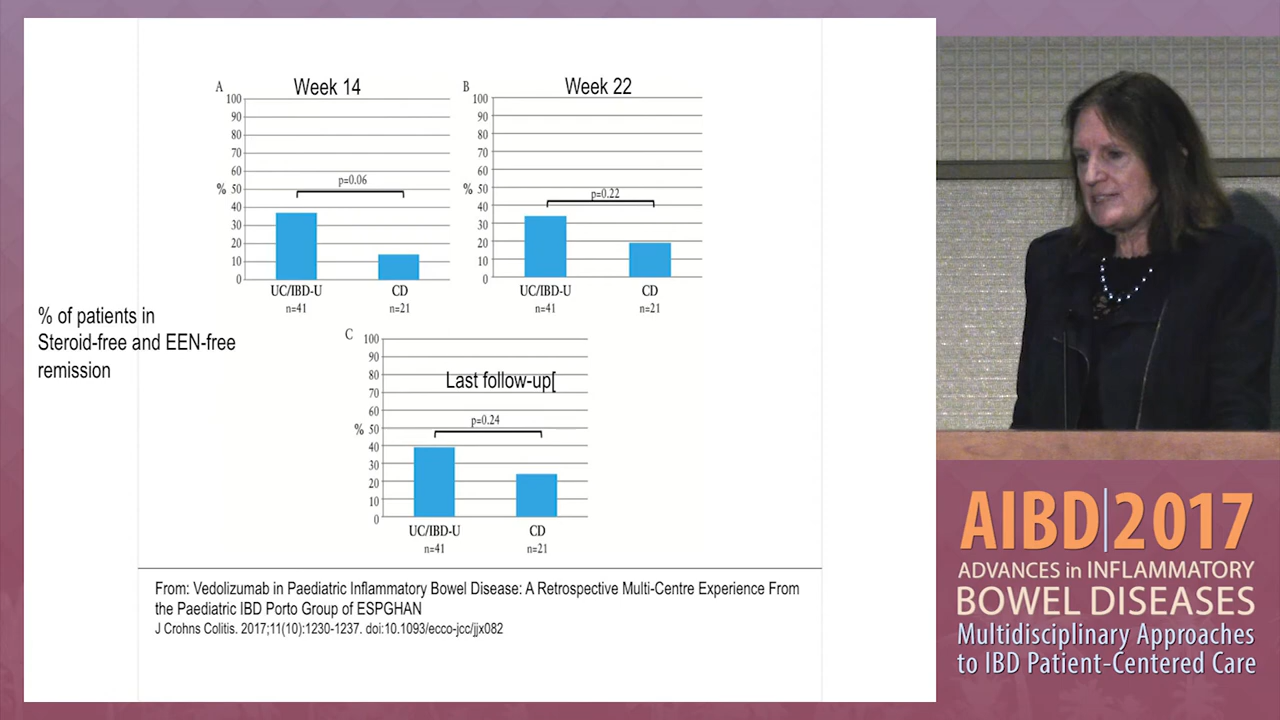 A
Week 14
100
90
80
70
60
% 50
40
30
20
10
0
p=0.06
UC/IBD-U
CD
n=41
n=21
B
Week 22
100
90
80
70
60
% 50
40
30
20
10
0
p=0.22
UC/IBD-U
CD
n=41
n=21
% of patients in
Steroid-free and EEN-free
remission
C
100
90
80
70
60
% 50
40
30
20
10
0
Last follow-up[
p=0.24
UC/IBD-U
CD
n=41
n=21
From: Vedolizumab in Paediatric Inflammatory Bowel Disease: A Retrospective Multi-Centre Experience From
the Paediatric IBD Porto Group of ESPGHAN
J Crohns Colitis. 2017;11(10):1230-1237. doi:10.1093/ecco-jcc/jjx082
AIBD|2017
ADVANCES in INFLAMMATORY
BOWEL DISEASES
Multidisciplinary Approaches
to IBD Patient-Centered Care